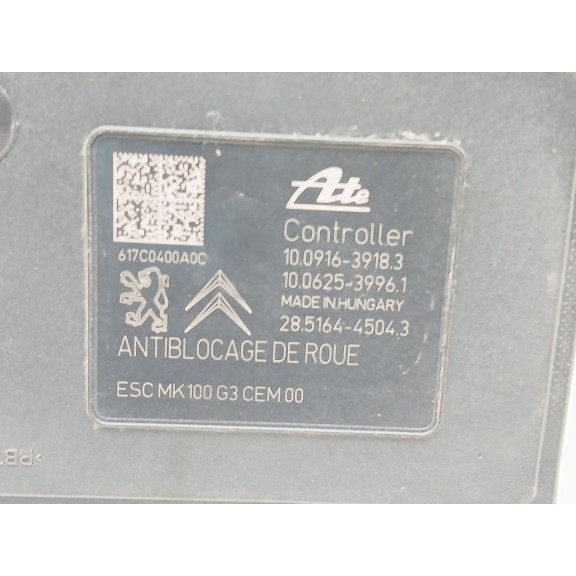 Ate
Controller
617C0400A0C
10.0916-3918.3
10.0625-3996.1
MADE IN HUNGARY
28.5164-4504.3
ANTIBLOCAGE DE ROUE
ESC MK100 G3 CEM 00